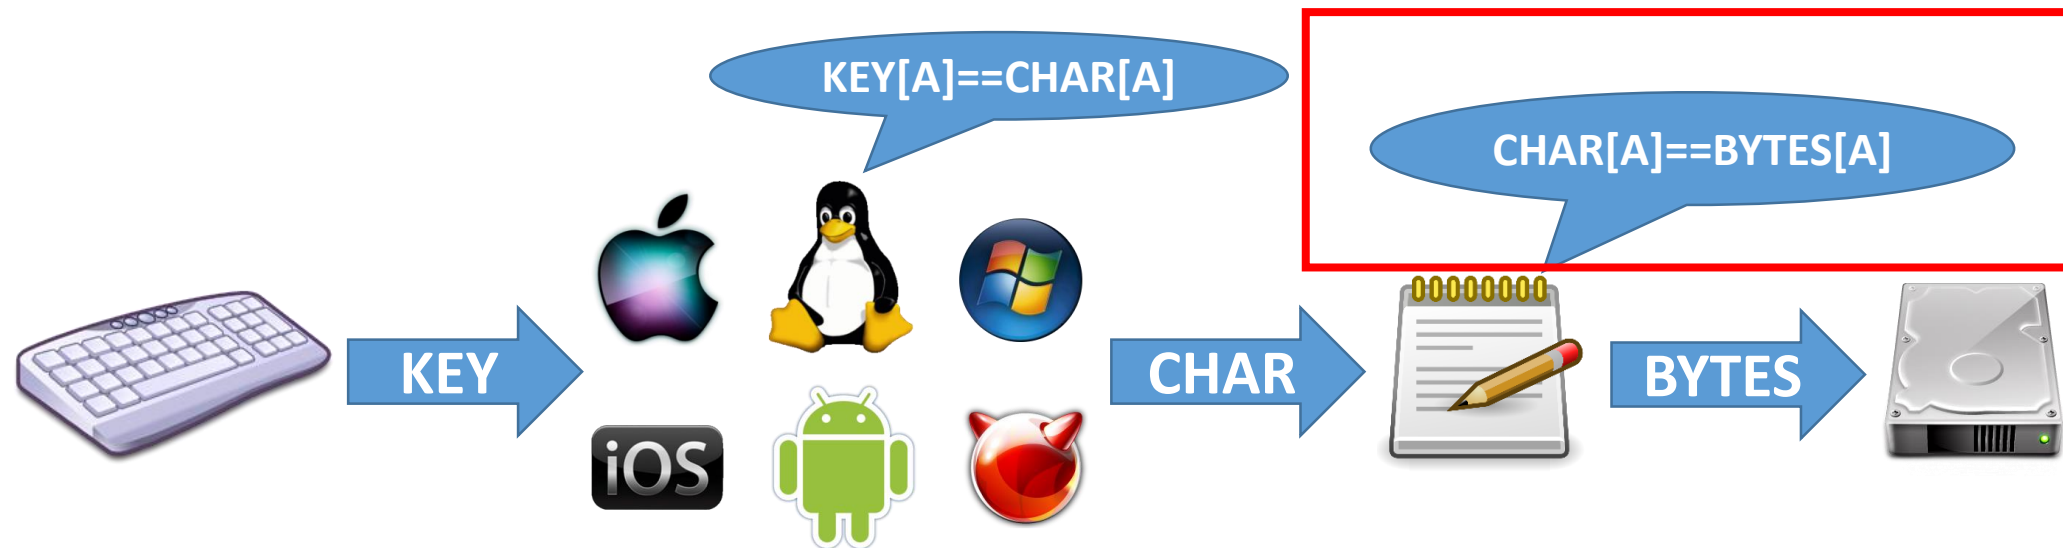 KEY[A]==CHAR[A]
CHAR[A]==BYTES[A]
KEY
CHAR
BYTES
iOS